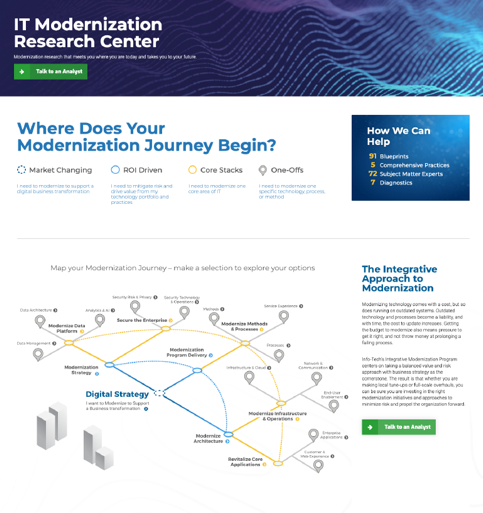 IT Modernization
Research Center
Modernization research that meets you where you are today and takes you to your future
Talk to an Analyst
Where Does Your
Modernization Journey Begin?
Market Changing
I need to modernize to support a
digital business transformation
ROI Driven
I need to mitigate risk and
drive value from my
technology portfolio and
practices
Core Stacks
I need to modernize one
core area of IT
One-Offs
I need to modernize one
specific technology, process,
or method
How We Can
Help
91 Blueprints
5 Comprehensive Practices
72 Subject Matter Experts
7 Diagnostics
Map your Modernization Journey – make a selection to explore your options
Security Risk & Privacy
Security Technology
& Operations
Data Architecture
Analytics & AI
Methods
Service Experience
Modernize Data
Platform
Secure the Enterprise
Modernize Methods
& Processes
Data Management
Modernization
Program Delivery
Processes
Modernization
Strategy
Infrastructure & Cloud
Network &
Communication
Digital Strategy
I want to Modernize to Support
a Business transformation
End-User
Enablement
Modernize Infrastructure
& Operations
Modernize
Architecture
Enterprise
Applications
Revitalize Core
Applications
Customer &
Web Experience
The Integrative
Approach to
Modernization
Modernizing technology comes with a cost, but so
does running on outdated systems. Outdated
technology and processes become a liability, and
with time, the cost to update increases. Getting
the budget to modernize also means pressure to
get it right, and not throw money at prolonging a
failing process.
Info-Tech's Integrative Modernization Program
centers on taking a balanced value and risk
approach with business strategy as the
cornerstone. The result is that whether you are
making local tune-ups or full-scale overhauls, you
can be sure you are investing in the right
modernization initiatives and approaches to
minimize risk and propel the organization forward.
Talk to an Analyst